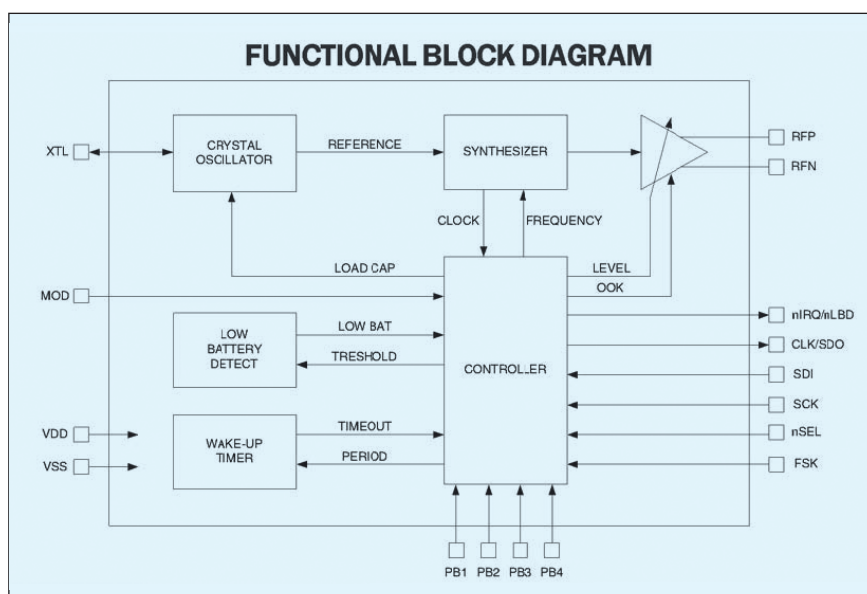 FUNCTIONAL BLOCK DIAGRAM
XTL
CRYSTAL
OSCILLATOR
REFERENCE
SYNTHESIZER
RFP
RFN
CLOCK
FREQUENCY
LOAD CAP
LEVEL
OOK
MOD
LOW
BATTERY
DETECT
LOW BAT
TRESHOLD
CONTROLLER
nIRQ/nLBD
CLK/SDO
SDI
SCK
nSEL
FSK
VDD
VSS
WAKE-UP
TIMER
TIMEOUT
PERIOD
PB1 PB2 PB3 PB4